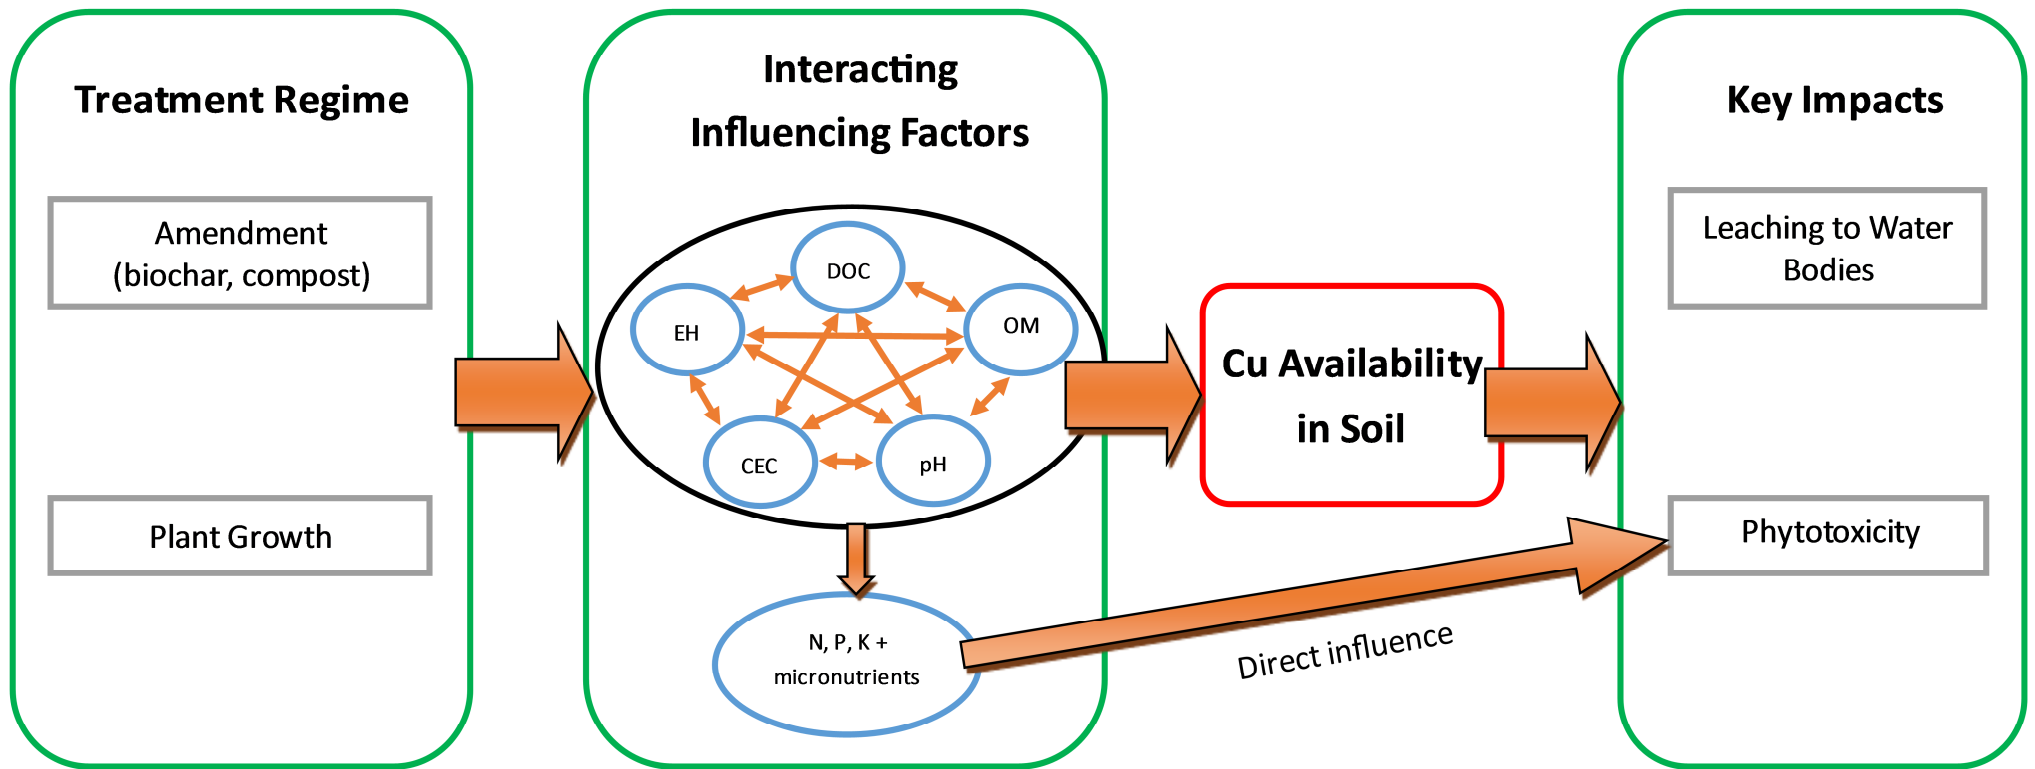 Treatment Regime
Amendment
(biochar, compost)
Plant Growth
Interacting
Influencing Factors
DOC
EH
OM
CEC
pH
N, P, K +
micronutrients
Cu Availability
in Soil
Direct influence
Key Impacts
Leaching to Water
Bodies
Phytotoxicity